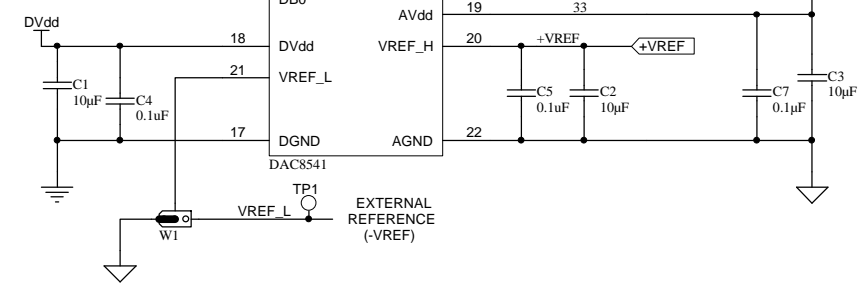 DB0
AVdd
19
33
DVdd
18
DVdd
VREF_H
20
+VREF
+VREF
21
VREF_L
C1
10µF
C4
0.1uF
C5
0.1uF
C2
10µF
C7
0.1µF
C3
10µF
17
DGND
AGND
22
DAC8541
TP1
VREF_L
EXTERNAL
REFERENCE
(-VREF)
W1